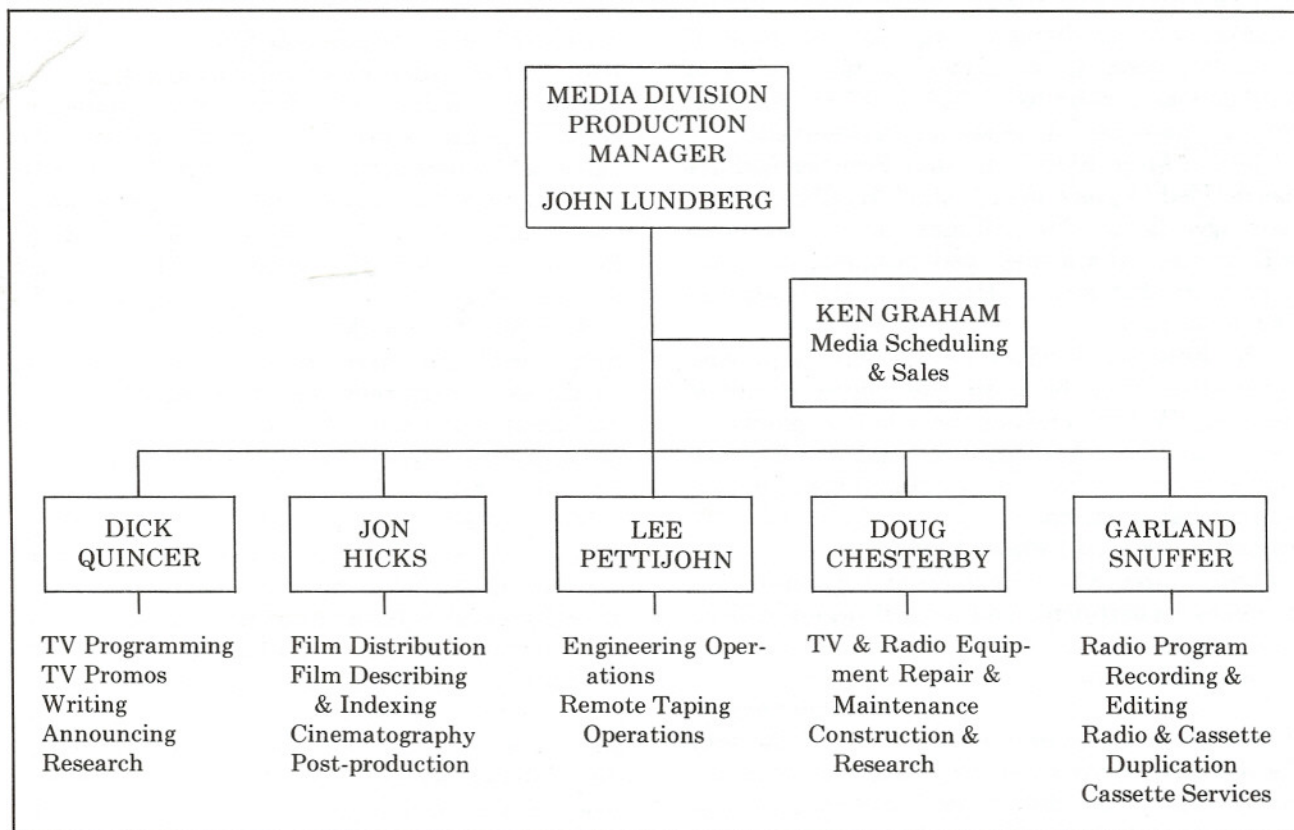 MEDIA DIVISION
PRODUCTION
MANAGER
JOHN LUNDBERG
KEN GRAHAM
Media Scheduling
& Sales
DICK
QUINCER
TV Programming
TV Promos
Writing
Announcing
Research
JON
HICKS
Film Distribution
Film Describing
& Indexing
Cinematography
Post-production
LEE
PETTIJOHN
Engineering Oper-
ations
Remote Taping
Operations
DOUG
CHESTERBY
TV & Radio Equip-
ment Repair &
Maintenance
Construction &
Research
GARLAND
SNUFFER
Radio Program
Recording &
Editing
Radio & Cassette
Duplication
Cassette Services